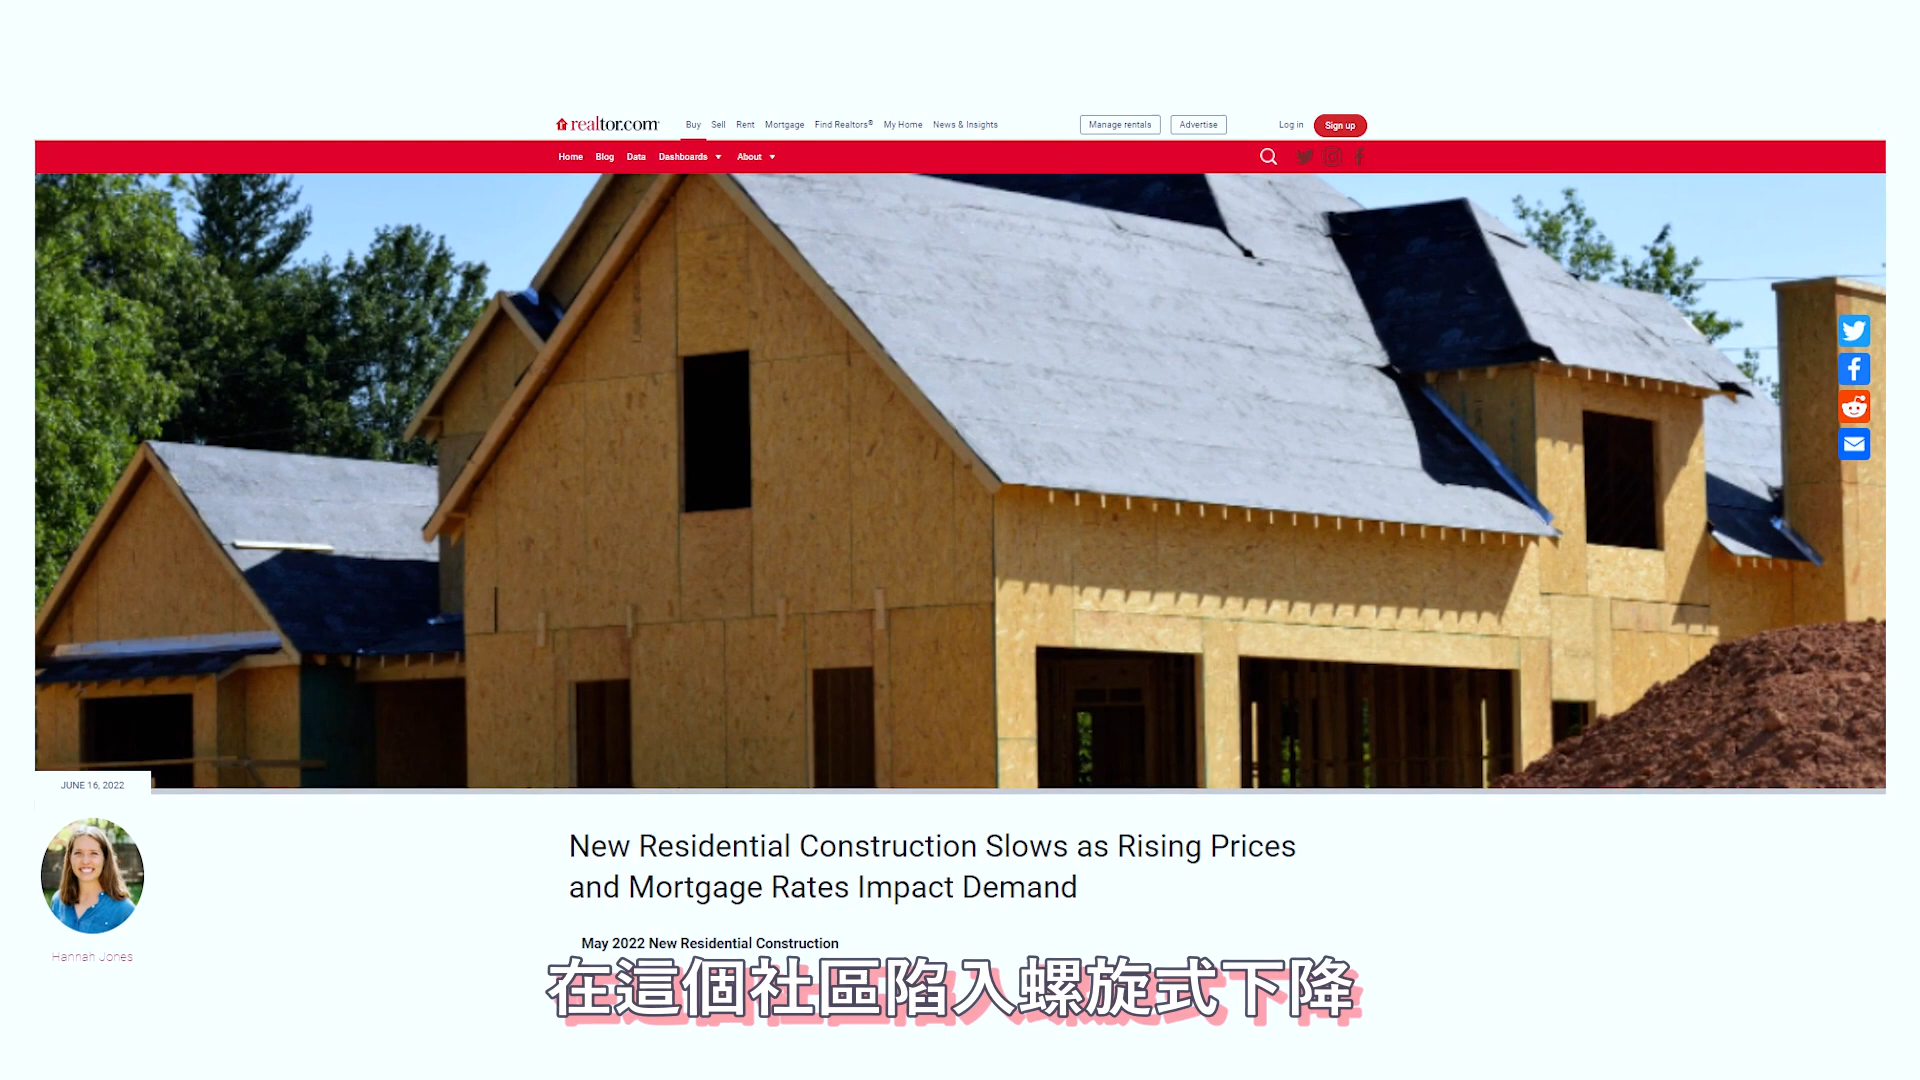 realtor.com
Buy Sell Rent Mortgage Find Realtors® My Home News & Insights Manage rentals Advertise Log in Sign up
Home Blog Data Dashboards About
JUNE 16, 2022
New Residential Construction Slows as Rising Prices
and Mortgage Rates Impact Demand
Hannah Jones
May 2022 New Residential Construction
在這個社區陷入螺旋式下降